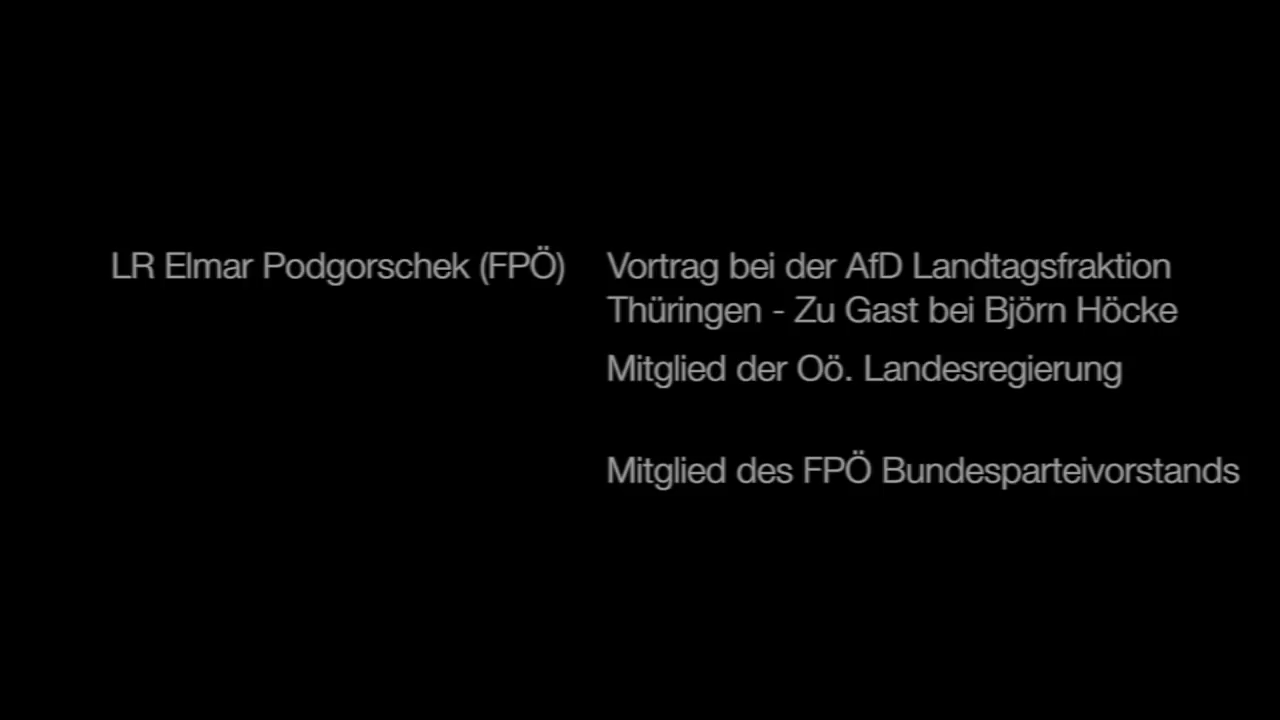 LR Elmar Podgorschek (FPÖ)
Vortrag bei der AfD Landtagsfraktion
Thüringen - Zu Gast bei Björn Höcke
Mitglied der Oö. Landesregierung
Mitglied des FPÖ Bundesparteivorstands